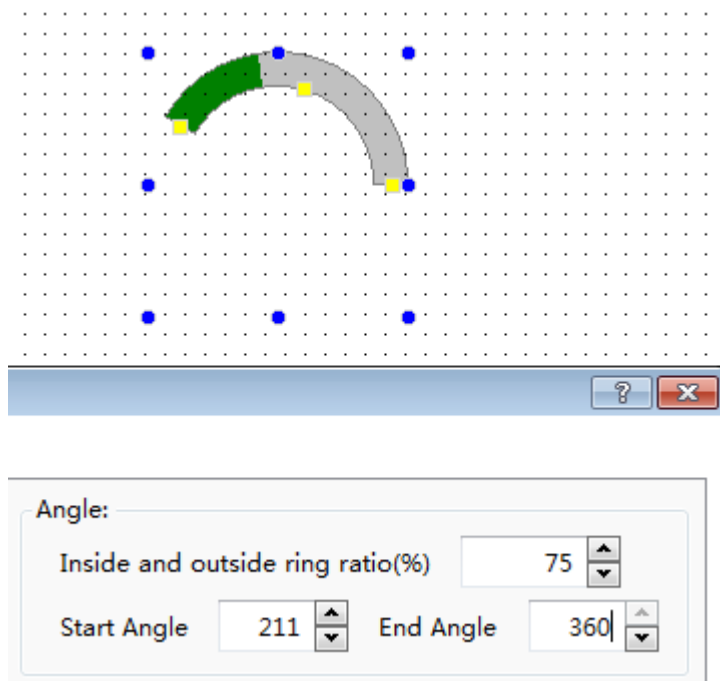 ?
Angle:
Inside and outside ring ratio(%) 75
Start Angle 211 End Angle 360